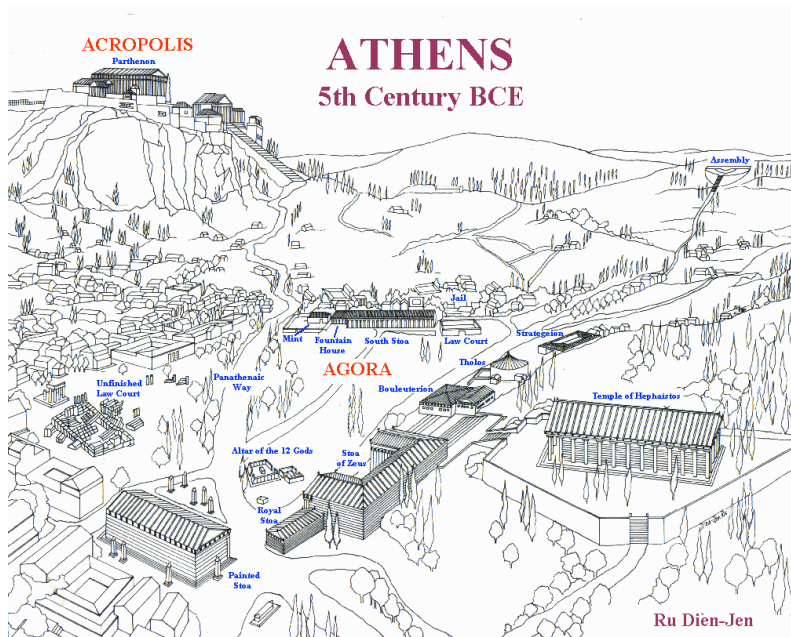 ATHENS
5th Century BCE
ACROPOLIS
Parthenon
Assembly
Jail
Mint
Fountain
House
South Stoa
Law Court
Strategeion
Tholos
AGORA
Panathenaic
Way
Unfinished
Law Court
Bouleuterion
Temple of Hephaistos
Altar of the 12 Gods
Stoa
of Zeus
Royal
Stoa
Painted
Stoa
Ru Dien-Jen